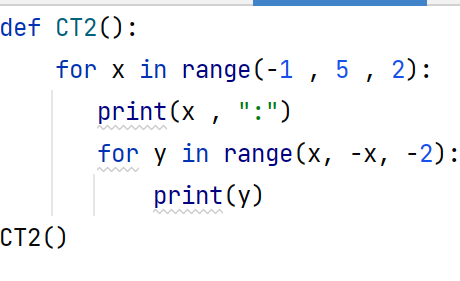 def CT2():
    for x in range(-1 , 5 , 2):
       print(x , ":")
       for y in range(x, -x, -2):
           print(y)
CT2()